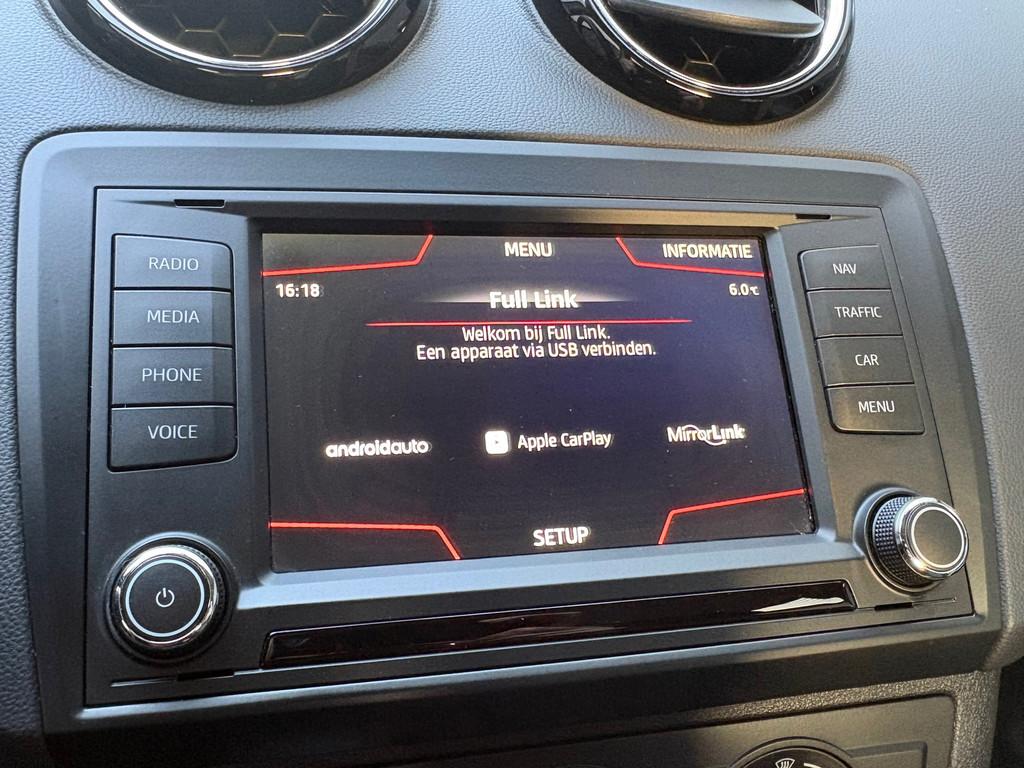 RADIO
MEDIA
PHONE
VOICE
MENU
INFORMATIE
16:18
6.0℃
Full Link
Welkom bij Full Link.
Een apparaat via USB verbinden.
androidauto
Apple CarPlay
MirrorLink
SETUP
NAV
TRAFFIC
CAR
MENU